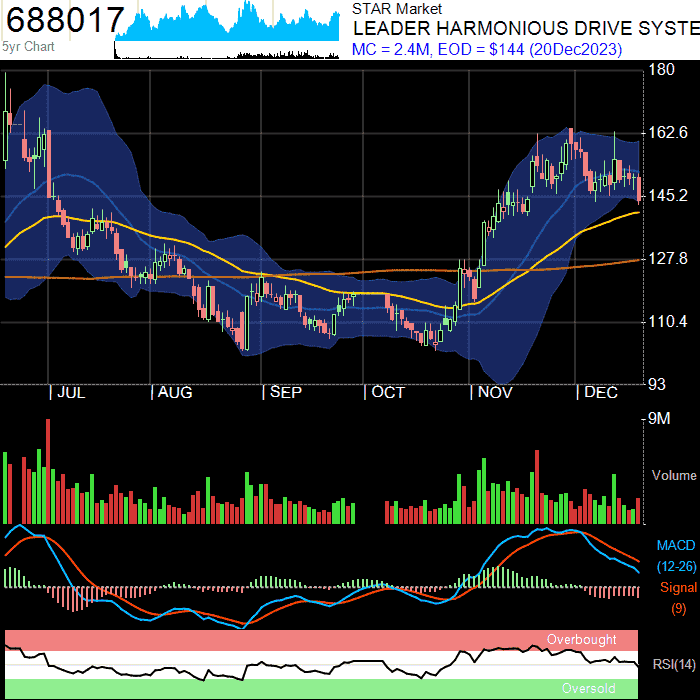 688017
5yr Chart
STAR Market
LEADER HARMONIOUS DRIVE SYSTE
MC = 2.4M, EOD = $144 (20Dec2023)
180
162.6
145.2
127.8
110.4
93
JUL AUG SEP OCT NOV DEC
9M
Volume
MACD
(12-26)
Signal
(9)
Overbought
RSI(14)
Oversold